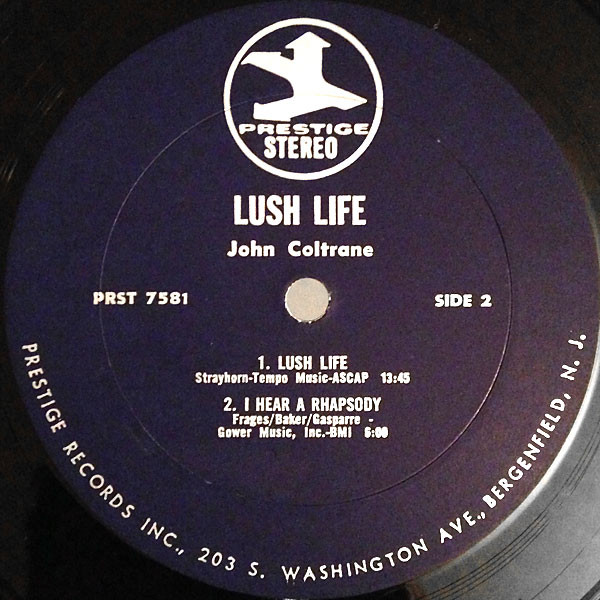 PRESTIGE
STEREO
LUSH LIFE
John Coltrane
PRST 7581
SIDE 2
1. LUSH LIFE
Strayhorn-Tempo Music-ASCAP 13:45
2. I HEAR A RHAPSODY
Frages/Baker/Gasparre -
Gower Music, Inc.-BMI 6:00
PRESTIGE RECORDS INC., 203 S. WASHINGTON AVE., BERGENFIELD, N. J.